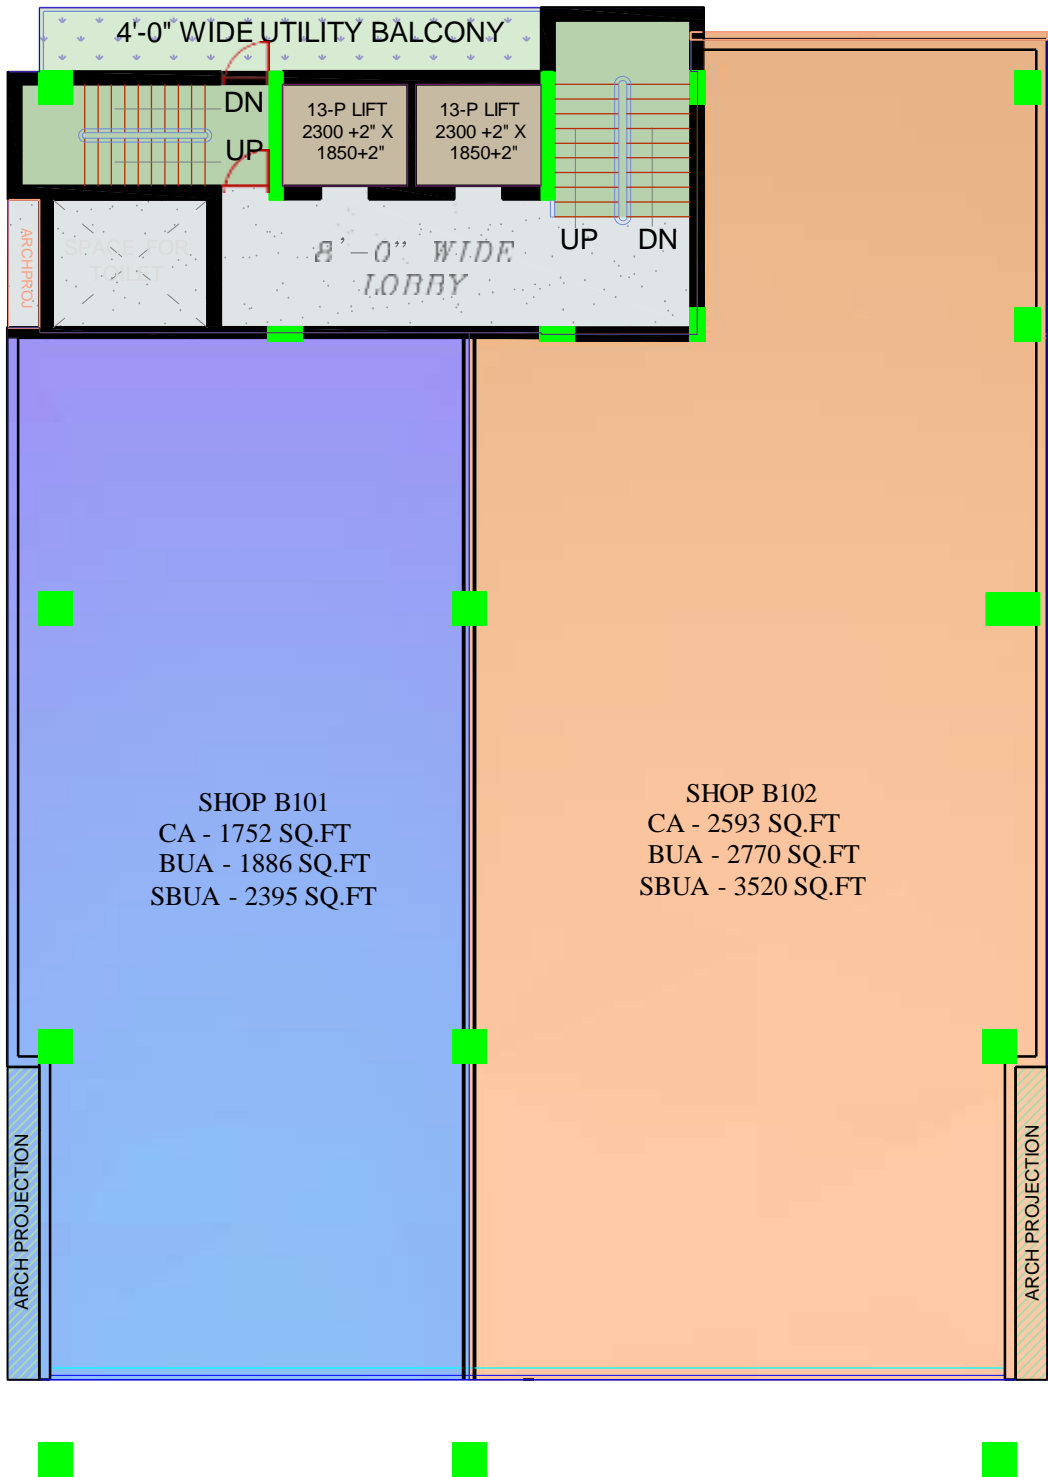 4'-0" WIDE UTILITY BALCONY
DN
UP
13-P LIFT
2300 +2" X
1850+2"
13-P LIFT
2300 +2" X
1850+2"
UP
DN
8'-0" WIDE
LOBBY
SPACE FOR
TOILET
ARCHPROJ
SHOP B101
CA - 1752 SQ.FT
BUA - 1886 SQ.FT
SBUA - 2395 SQ.FT
SHOP B102
CA - 2593 SQ.FT
BUA - 2770 SQ.FT
SBUA - 3520 SQ.FT
ARCH PROJECTION
ARCH PROJECTION